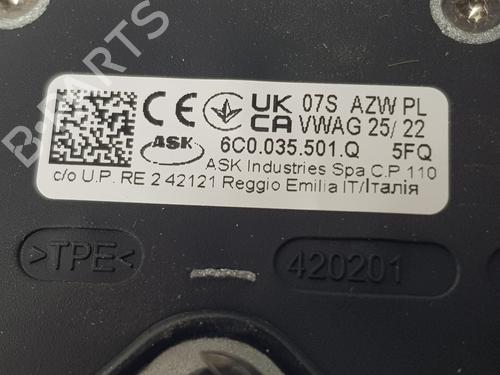 B-PARTS
CE UK CA 07S AZW PL
VWAG 25/ 22
ASK 6C0.035.501.Q 5FQ
ASK Industries Spa C.P 110
c/o U.P. RE 2 42121 Reggio Emilia IT/Італія
>TPE<
420201